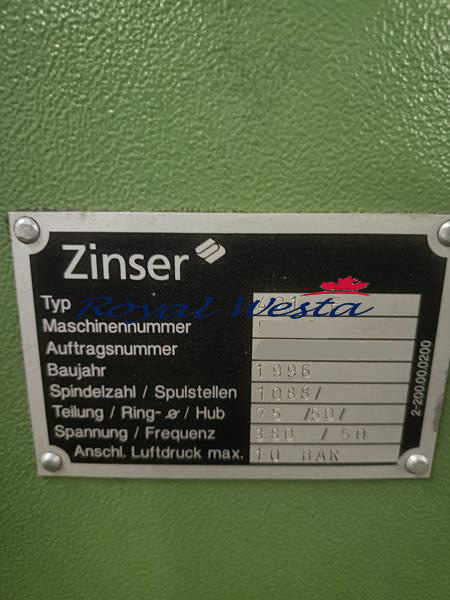 Zinser
Typ
Royal Westa
Maschinennummer
Auftragsnummer
Baujahr 1996
Spindelzahl / Spulstellen 1088/
Teilung / Ring-ø / Hub 75 /50/
Spannung / Frequenz 380 / 50
Anschl. Luftdruck max. 10 BAR
2-200.00.0200